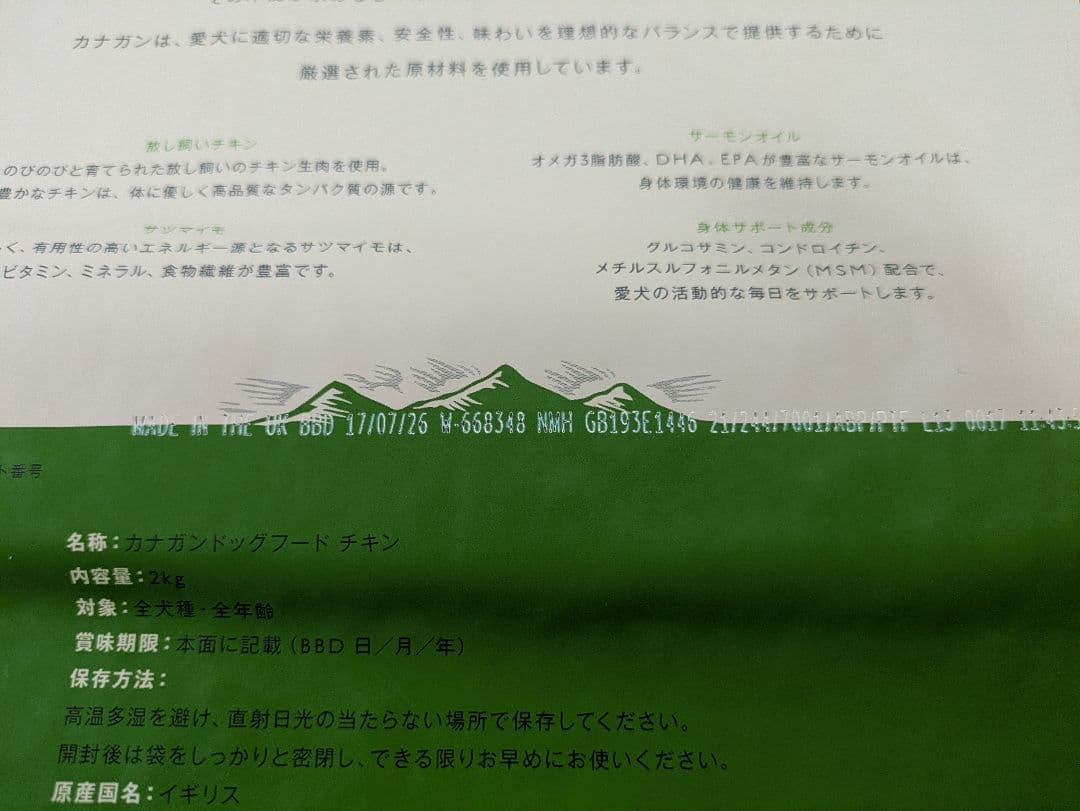 カナガンは、愛犬に適切な栄養素、安全性、味わいを理想的なバランスで提供するために
厳選された原材料を使用しています。
放し飼いチキン
のびのびと育てられた放し飼いのチキン生肉を使用。
豊かなチキンは、体に優しく高品質なタンパク質の源です。
サツマイモ
く、有用性の高いエネルギー源となるサツマイモは、
ビタミン、ミネラル、食物繊維が豊富です。
サーモンオイル
オメガ3脂肪酸、DHA、EPAが豊富なサーモンオイルは、
身体環境の健康を維持します。
身体サポート成分
グルコサミン、コンドロイチン、
メチルスルフォニルメタン(MSM)配合で、
愛犬の活動的な毎日をサポートします。
MADE IN THE UK BBD 17/07/26 M-668348 NMH GB193E1446 21/244/7001/ABP/PTF L13 0017
ト番号
名称:カナガンドッグフード チキン
内容量:2kg
対象:全犬種・全年齢
賞味期限:本面に記載(BBD 日/月/年)
保存方法:
高温多湿を避け、直射日光の当たらない場所で保存してください。
開封後は袋をしっかりと密閉し、できる限りお早めにお使いください。
原産国名:イギリス